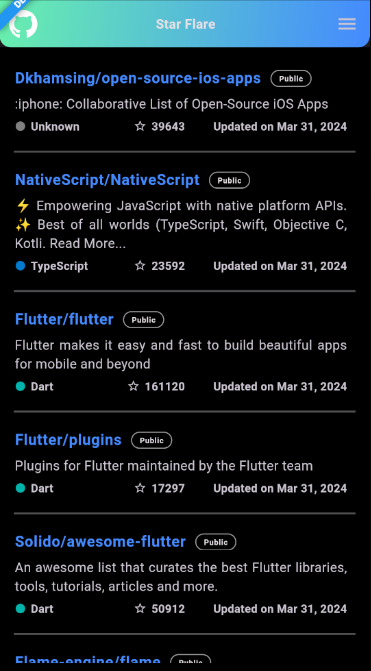 DE
Star Flare
Dkhamsing/open-source-ios-apps Public
:iphone: Collaborative List of Open-Source iOS Apps
Unknown ☆ 39643 Updated on Mar 31, 2024
NativeScript/NativeScript Public
⚡ Empowering JavaScript with native platform APIs.
✨ Best of all worlds (TypeScript, Swift, Objective C,
Kotli. Read More...
TypeScript ☆ 23592 Updated on Mar 31, 2024
Flutter/flutter Public
Flutter makes it easy and fast to build beautiful apps
for mobile and beyond
Dart ☆ 161120 Updated on Mar 31, 2024
Flutter/plugins Public
Plugins for Flutter maintained by the Flutter team
Dart ☆ 17297 Updated on Mar 31, 2024
Solido/awesome-flutter Public
An awesome list that curates the best Flutter libraries,
tools, tutorials, articles and more.
Dart ☆ 50912 Updated on Mar 31, 2024
Flame-engine/flame Public